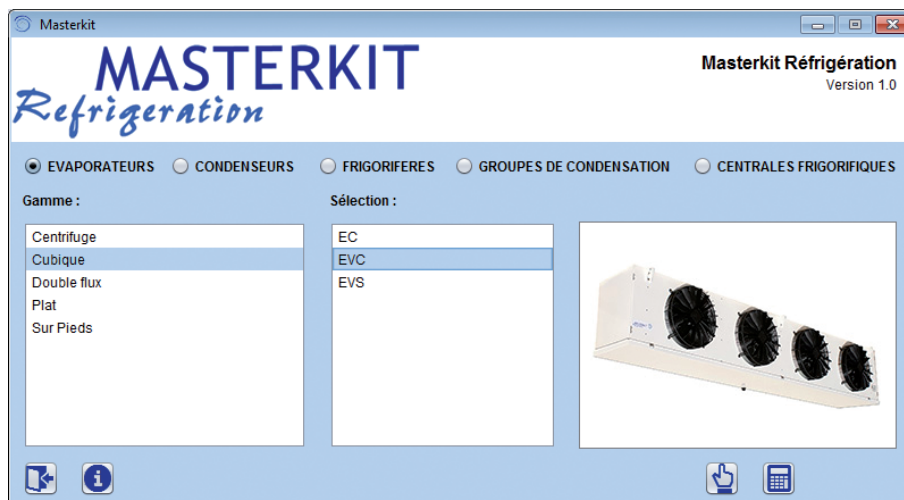 Masterkit
MASTERKIT
Refrigeration
Masterkit Réfrigération
Version 1.0
EVAPORATEURS CONDENSEURS FRIGORIFERES GROUPES DE CONDENSATION CENTRALES FRIGORIFIQUES
Gamme :
Sélection :
Centrifuge
Cubique
Double flux
Plat
Sur Pieds
EC
EVC
EVS